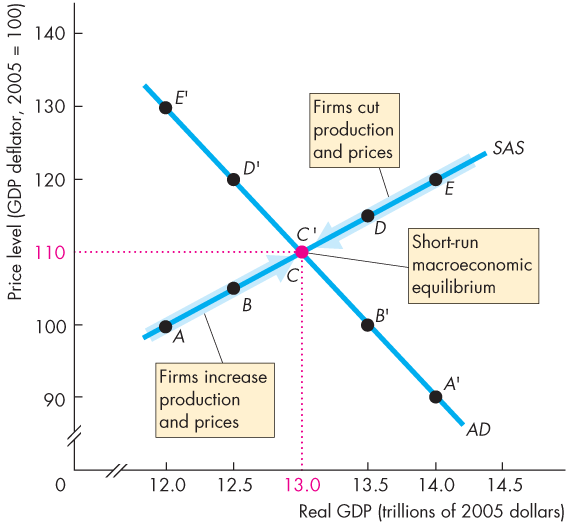 Price level (GDP deflator, 2005 = 100)
140
130
120
110
100
90
0
E'
D'
C'
B'
A'
AD
A
B
C
D
E
SAS
Firms cut
production
and prices
Short-run
macroeconomic
equilibrium
Firms increase
production
and prices
12.0 12.5 13.0 13.5 14.0 14.5
Real GDP (trillions of 2005 dollars)